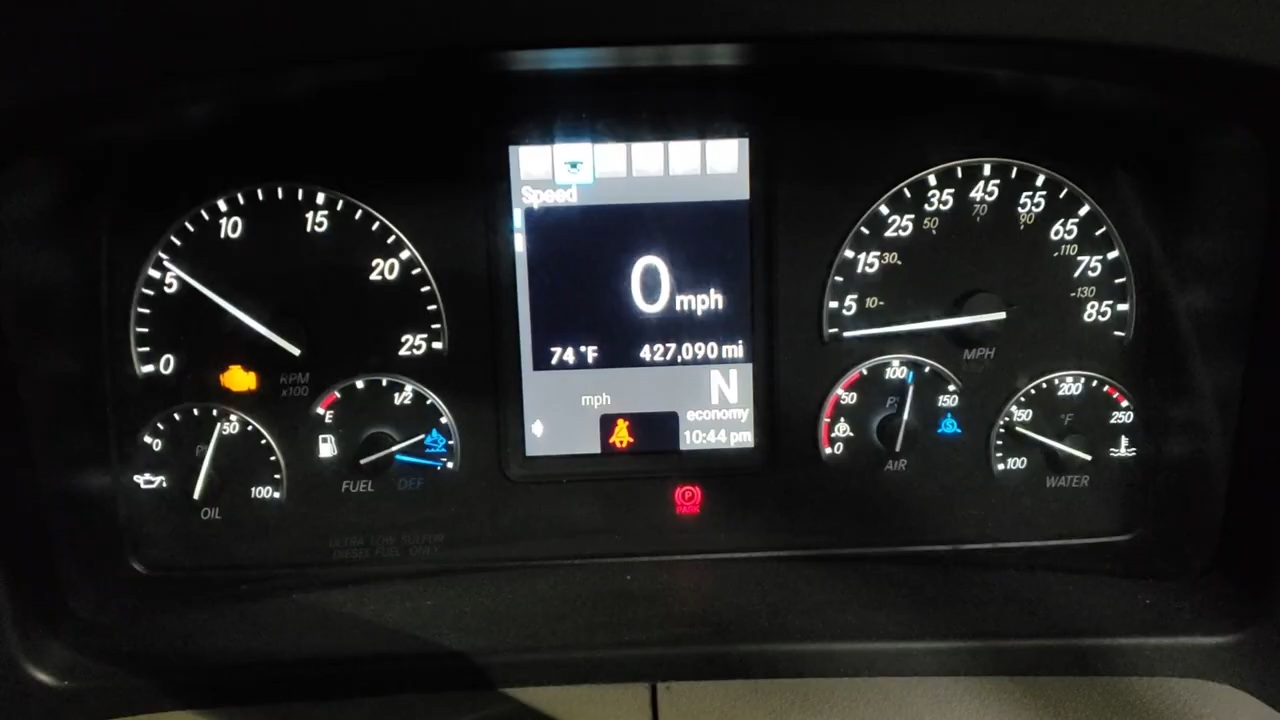 Speed
0 mph
74 °F 427,090 mi
mph N
economy
10:44 pm
0 5 10 15 20 25
RPM
x100
0 50 100
OIL
E 1/2
FUEL DEF
ULTRA LOW SULFUR
DIESEL FUEL ONLY
P
PARK
5 15 25 35 45 55 65 75 85
10 30 50 70 90 110 130
MPH
0 50 100 150
P
S
AIR
100 150 200 250
°F
WATER